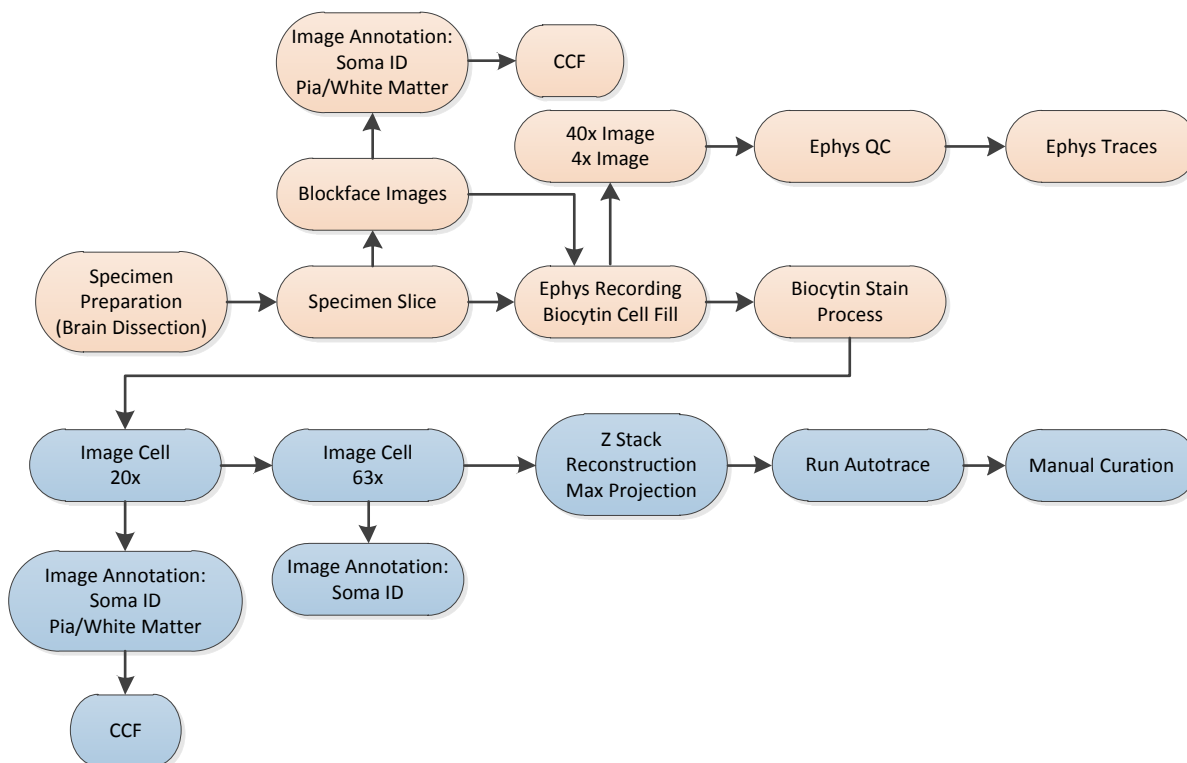 Image Annotation:
Soma ID
Pia/White Matter
CCF
40x Image
4x Image
Ephys QC
Ephys Traces
Blockface Images
Specimen
Preparation
(Brain Dissection)
Specimen Slice
Ephys Recording
Biocytin Cell Fill
Biocytin Stain
Process
Image Cell
20x
Image Cell
63x
Z Stack
Reconstruction
Max Projection
Run Autotrace
Manual Curation
Image Annotation:
Soma ID
Pia/White Matter
Image Annotation:
Soma ID
CCF